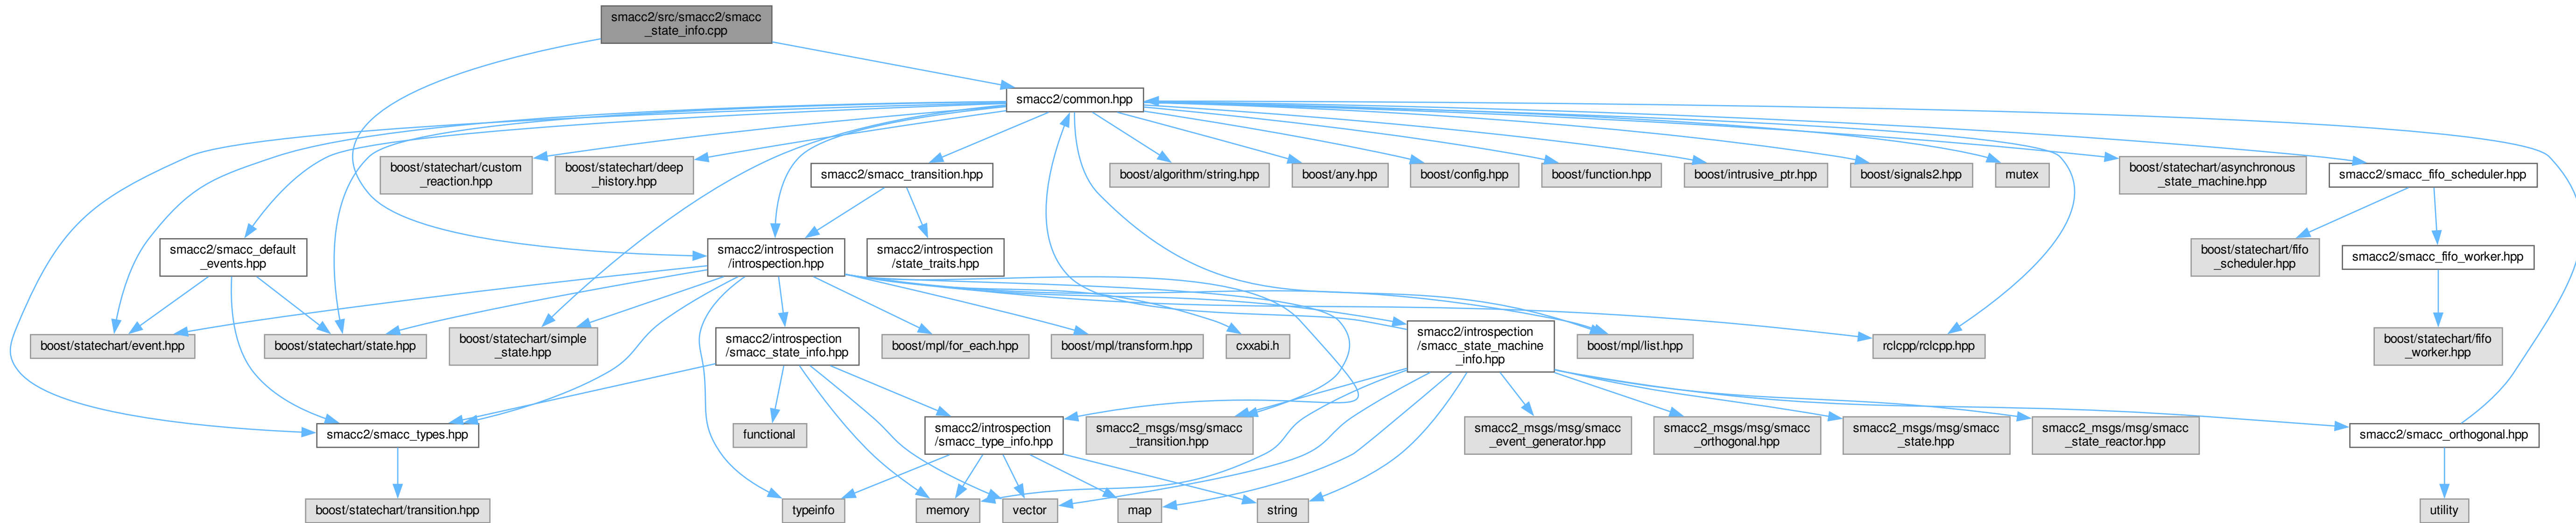 smacc2/src/smacc2/smacc
_state_info.cpp
smacc2/common.hpp
boost/statechart/custom
_reaction.hpp
boost/statechart/deep
_history.hpp
smacc2/smacc_transition.hpp
boost/algorithm/string.hpp
boost/any.hpp
boost/config.hpp
boost/function.hpp
boost/intrusive_ptr.hpp
boost/signals2.hpp
mutex
boost/statechart/asynchronous
_state_machine.hpp
smacc2/smacc_fifo_scheduler.hpp
smacc2/smacc_default
_events.hpp
smacc2/introspection
/introspection.hpp
smacc2/introspection
/state_traits.hpp
boost/statechart/fifo
_scheduler.hpp
smacc2/smacc_fifo_worker.hpp
boost/statechart/event.hpp
boost/statechart/state.hpp
boost/statechart/simple
_state.hpp
smacc2/introspection
/smacc_state_info.hpp
boost/mpl/for_each.hpp
boost/mpl/transform.hpp
cxxabi.h
smacc2/introspection
/smacc_state_machine
_info.hpp
boost/mpl/list.hpp
rclcpp/rclcpp.hpp
boost/statechart/fifo
_worker.hpp
smacc2/smacc_types.hpp
functional
smacc2/introspection
/smacc_type_info.hpp
smacc2_msgs/msg/smacc
_transition.hpp
smacc2_msgs/msg/smacc
_event_generator.hpp
smacc2_msgs/msg/smacc
_orthogonal.hpp
smacc2_msgs/msg/smacc
_state.hpp
smacc2_msgs/msg/smacc
_state_reactor.hpp
smacc2/smacc_orthogonal.hpp
boost/statechart/transition.hpp
typeinfo
memory
vector
map
string
utility